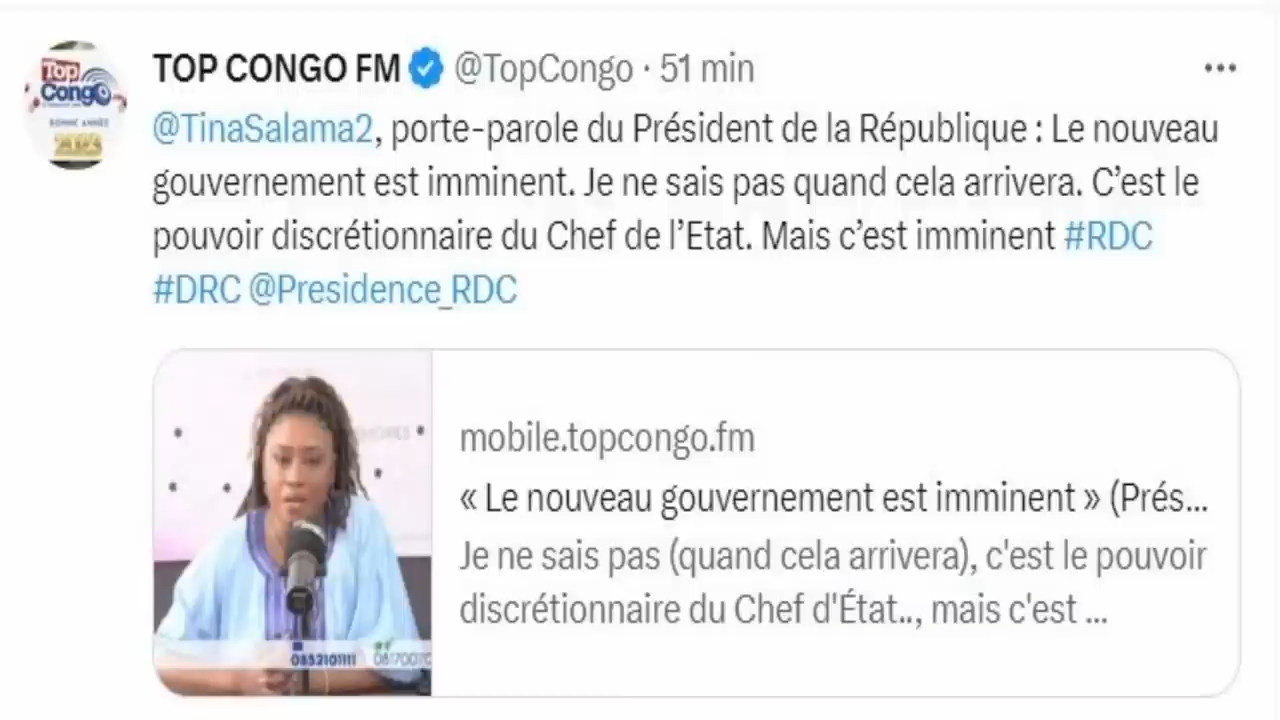 TOP CONGO FM @TopCongo · 51 min
Top
Congo
BONNE ANNÉE
@TinaSalama2, porte-parole du Président de la République : Le nouveau
gouvernement est imminent. Je ne sais pas quand cela arrivera. C’est le
pouvoir discrétionnaire du Chef de l’Etat. Mais c’est imminent #RDC
#DRC @Presidence_RDC
mobile.topcongo.fm
« Le nouveau gouvernement est imminent » (Prés...
Je ne sais pas (quand cela arrivera), c'est le pouvoir
discrétionnaire du Chef d'État.., mais c'est ...